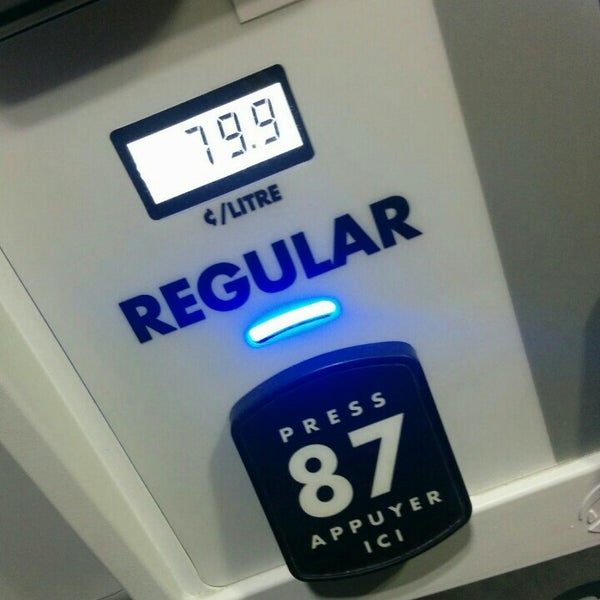 79.9
¢/LITRE
REGULAR
PRESS
87
APPUYER
ICI